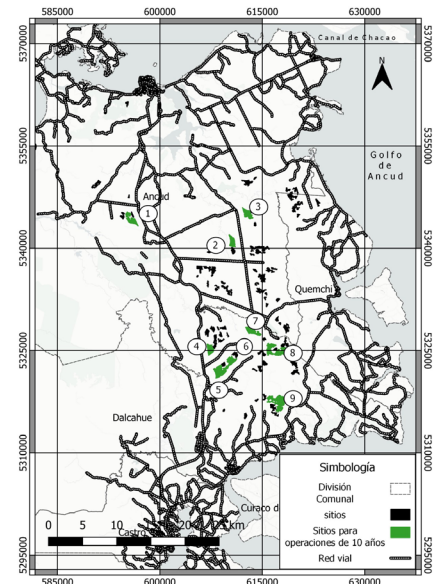 585000 600000 615000 630000
5370000
5370000
Canal de Chacao
N
5355000
5355000
Golfo
de
Ancud
Ancud
1
3
2
5340000
5340000
Quemchi
7
4
6
8
5325000
5325000
5
9
Dalcahue
5310000
5310000
Simbología
División
Comunal
sitios
Sitios para
operaciones de 10 años
Red vial
Curaco d
0 5 10 km
Castro
5295000
5295000
585000 600000 615000 630000